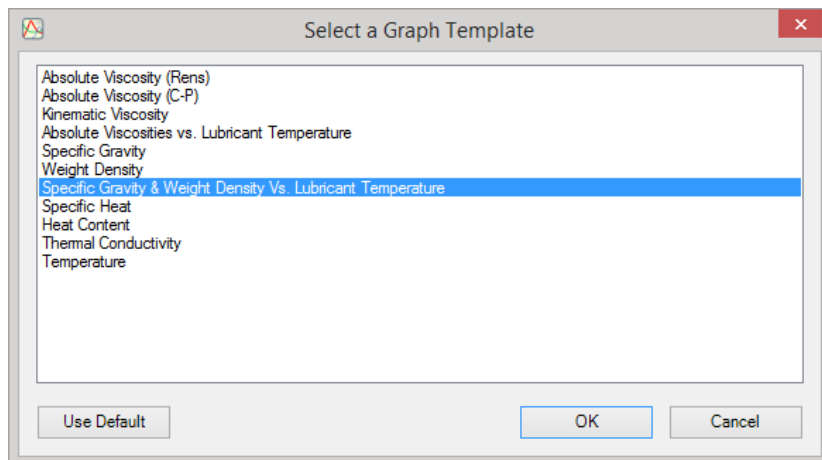 Select a Graph Template
Absolute Viscosity (Rens)
Absolute Viscosity (C-P)
Kinematic Viscosity
Absolute Viscosities vs. Lubricant Temperature
Specific Gravity
Weight Density
Specific Gravity & Weight Density Vs. Lubricant Temperature
Specific Heat
Heat Content
Thermal Conductivity
Temperature
Use Default OK Cancel